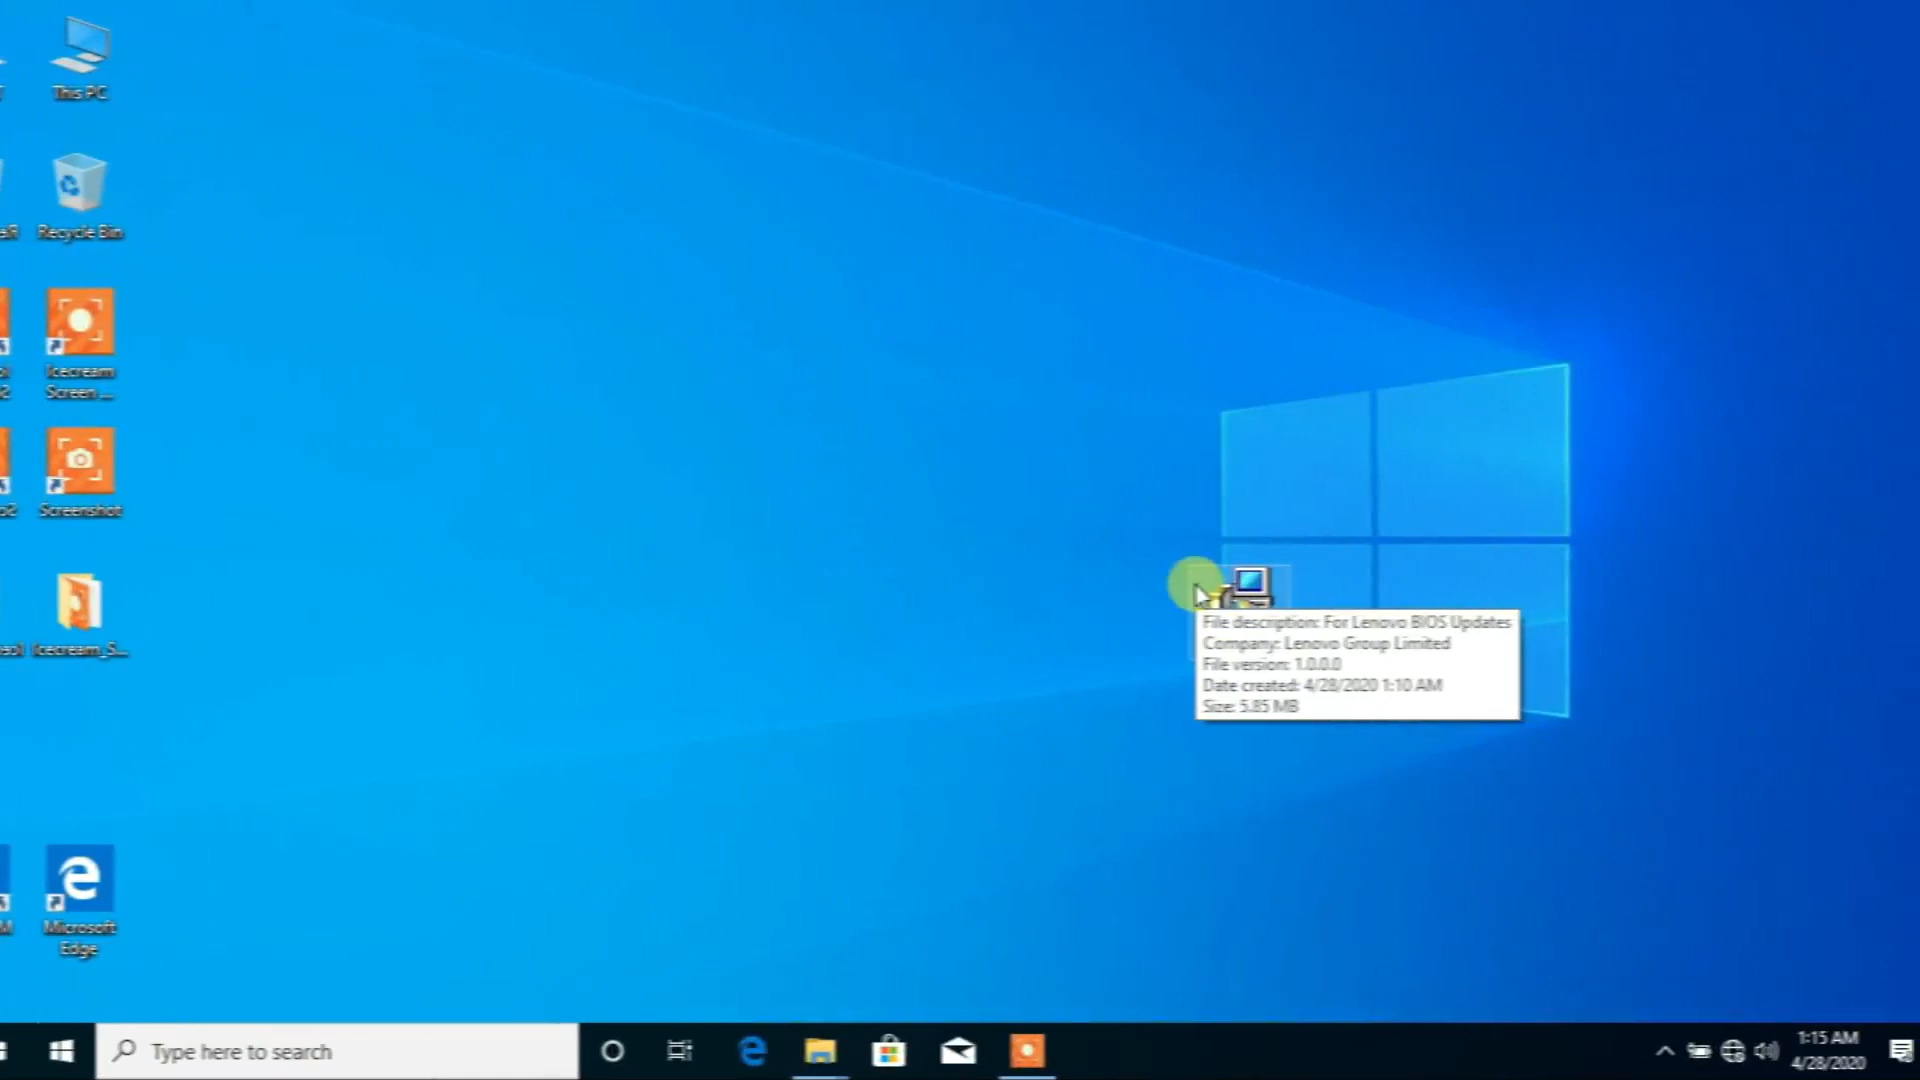 This PC
Recycle Bin
Icecream
Screen ...
Screenshot
Icecream_S...
Microsoft
Edge
File description: For Lenovo BIOS Updates
Company: Lenovo Group Limited
File version: 1.0.0.0
Date created: 4/28/2020 1:10 AM
Size: 5.85 MB
Type here to search
1:15 AM
4/28/2020